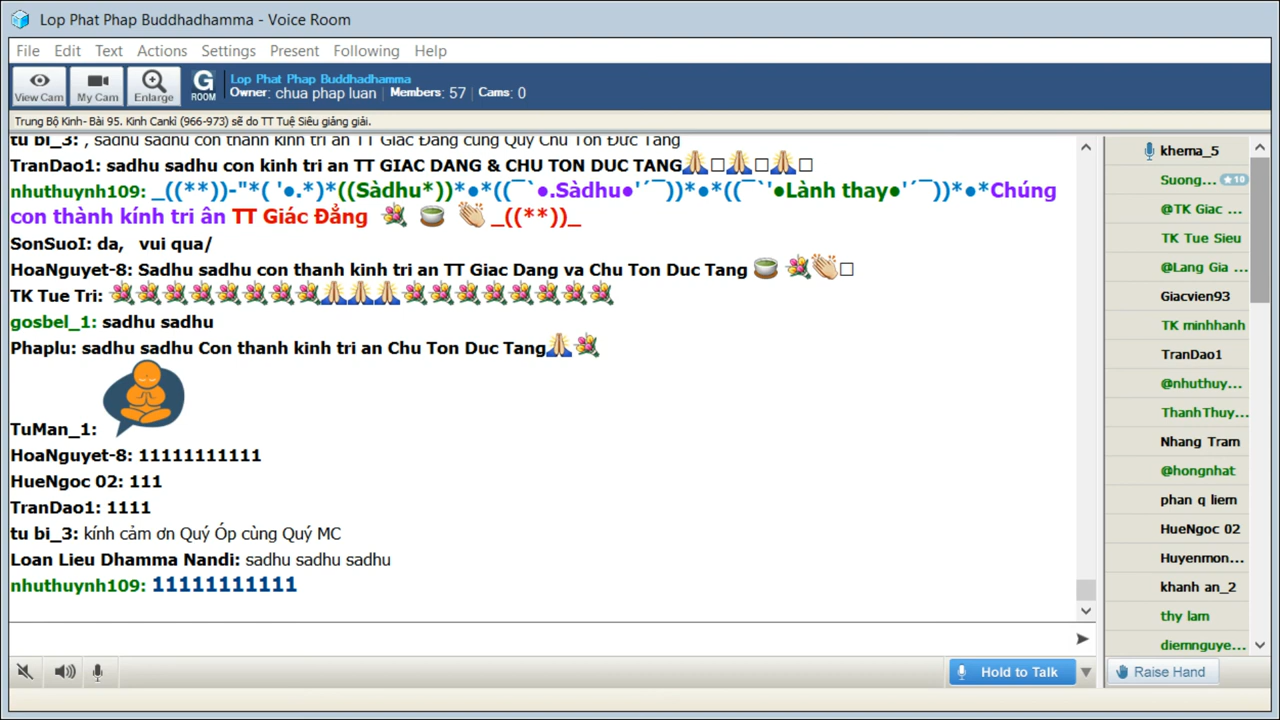 Lop Phat Phap Buddhadhamma - Voice Room
File Edit Text Actions Settings Present Following Help
View Cam My Cam Enlarge G ROOM
Lop Phat Phap Buddhadhamma
Owner: chua phap luan Members: 57 Cams: 0
Trung Bộ Kinh- Bài 95. Kinh Cankì (966-973) sẽ do TT Tuệ Siêu giảng giải.
tu bi_3: , sadhu sadhu con thanh kinh tri an TT Giac Đang cung Quy Chu Ton Đưc Tang
TranDao1: sadhu sadhu con kinh tri an TT GIAC DANG & CHU TON DUC TANG🙏□🙏□🙏□
nhuthuynh109: _((**))-"*( '●.*)*((Sàdhu*))*●*((¯`●.Sàdhu●'´¯))*●*((¯`'●Lành thay●'´¯))*●*Chúng
con thành kính tri ân TT Giác Đẳng 💐 🍵 👏 _((**))_
SonSuoI: da, vui qua/
HoaNguyet-8: Sadhu sadhu con thanh kinh tri an TT Giac Dang va Chu Ton Duc Tang 🍵 💐👏□
TK Tue Tri: 💐💐💐💐💐💐💐💐🙏🙏🙏💐💐💐💐💐💐💐💐
gosbel_1: sadhu sadhu
Phaplu: sadhu sadhu Con thanh kinh tri an Chu Ton Duc Tang🙏💐
TuMan_1:
HoaNguyet-8: 11111111111
HueNgoc 02: 111
TranDao1: 1111
tu bi_3: kính cảm ơn Quý Óp cùng Quý MC
Loan Lieu Dhamma Nandi: sadhu sadhu sadhu
nhuthuynh109: 11111111111
khema_5
Suong... ★10
@TK Giac ...
TK Tue Sieu
@Lang Gia ...
Giacvien93
TK minhhanh
TranDao1
@nhuthuy...
ThanhThuy...
Nhang Tram
@hongnhat
phan q liem
HueNgoc 02
Huyenmon...
khanh an_2
thy lam
diemnguye...
Hold to Talk
Raise Hand